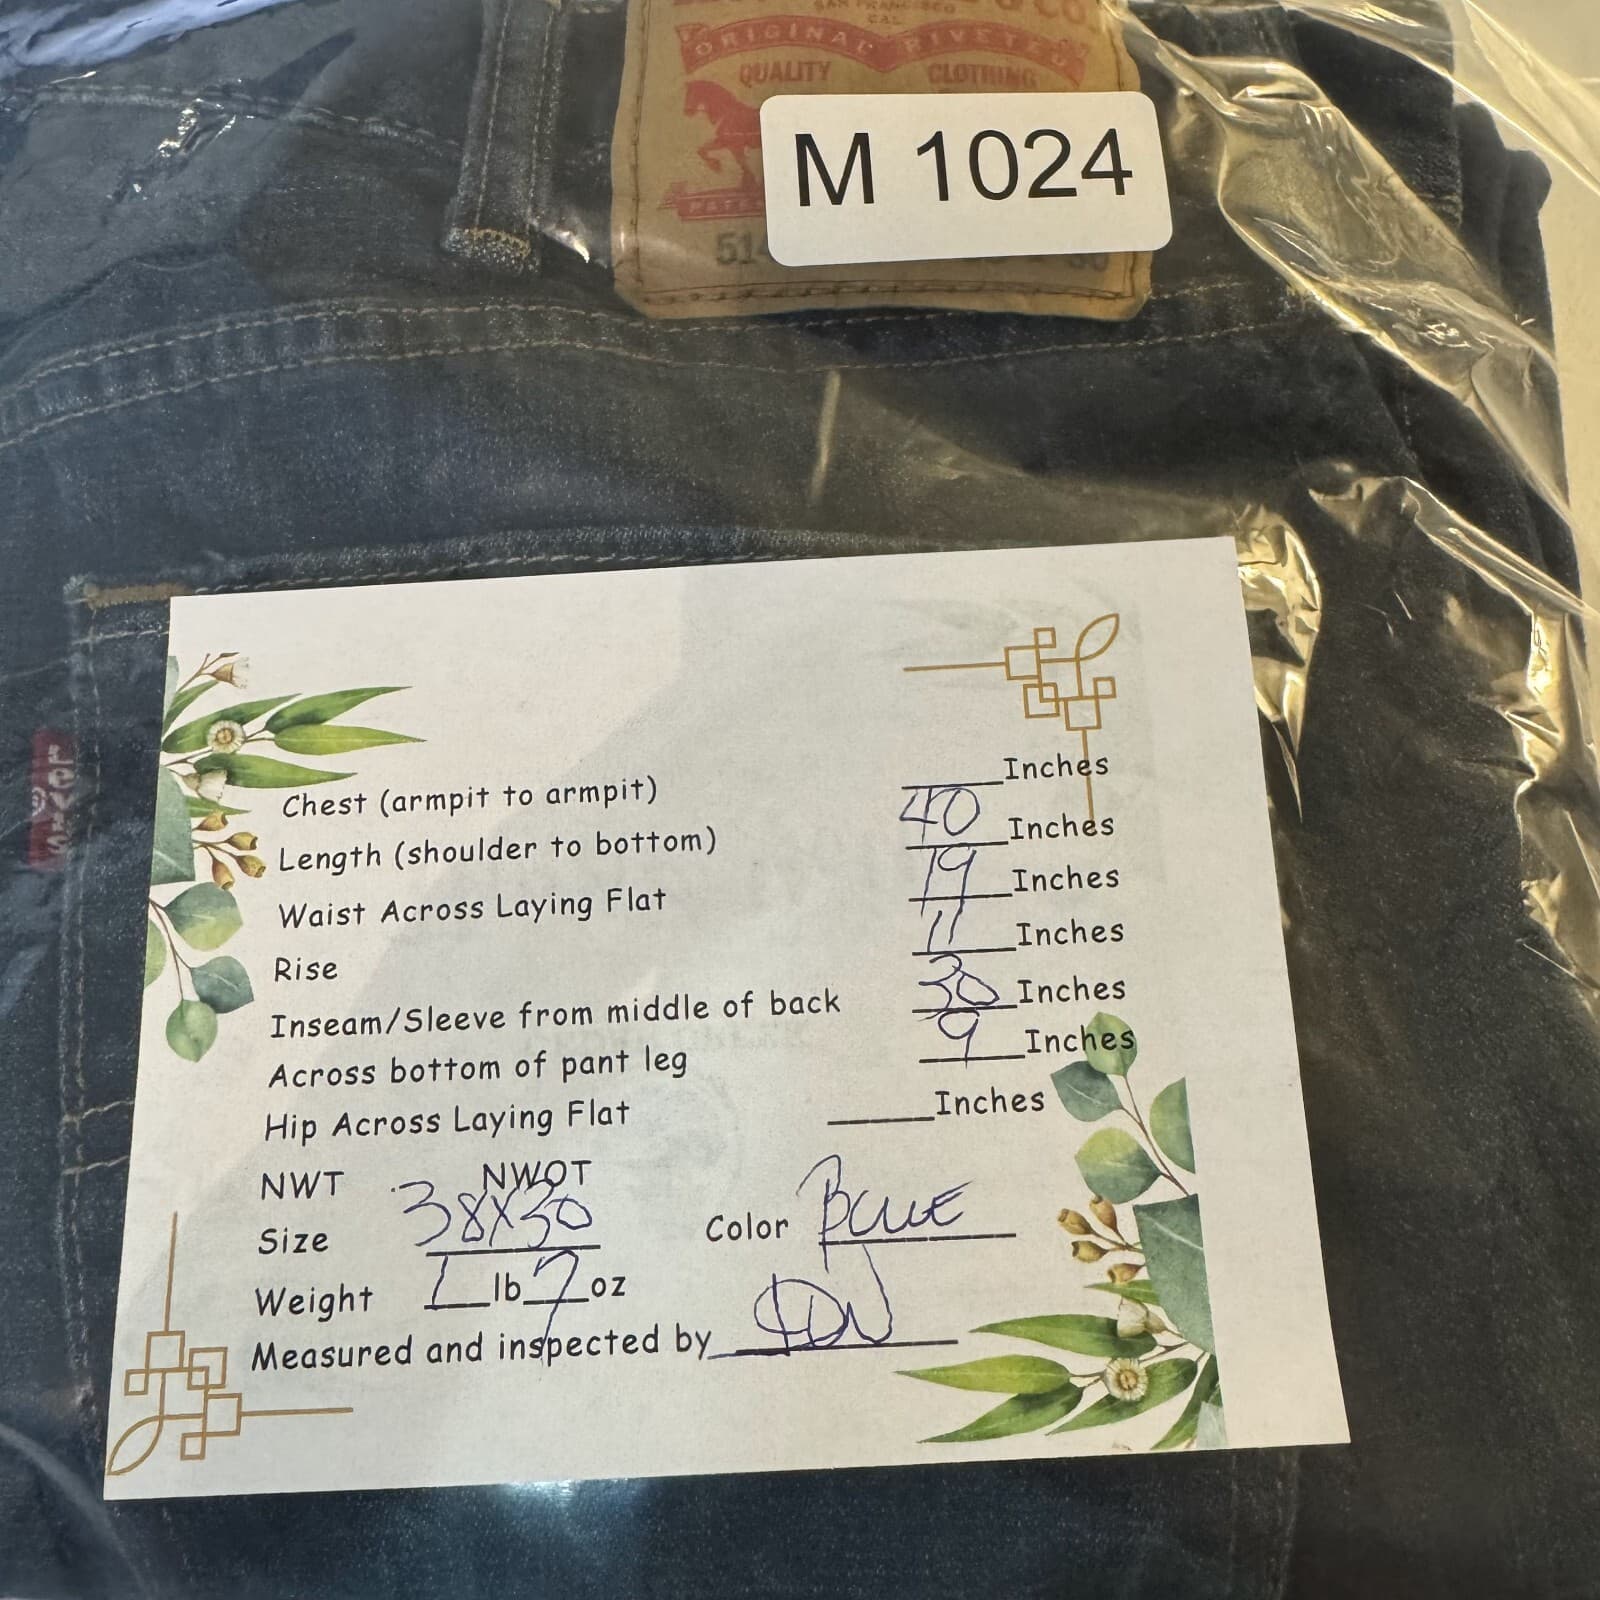 SAN FRANCISCO
CAL
ORIGINAL RIVETED
QUALITY CLOTHING
M 1024
514
Levi's
Chest (armpit to armpit) ____Inches
Length (shoulder to bottom) 40 Inches
Waist Across Laying Flat 19 Inches
Rise 11 Inches
Inseam/Sleeve from middle of back 30 Inches
Across bottom of pant leg 9 Inches
Hip Across Laying Flat ____Inches
NWT NWOT
Size 38X30 Color BLUE
Weight 1 lb 7 oz
Measured and inspected by